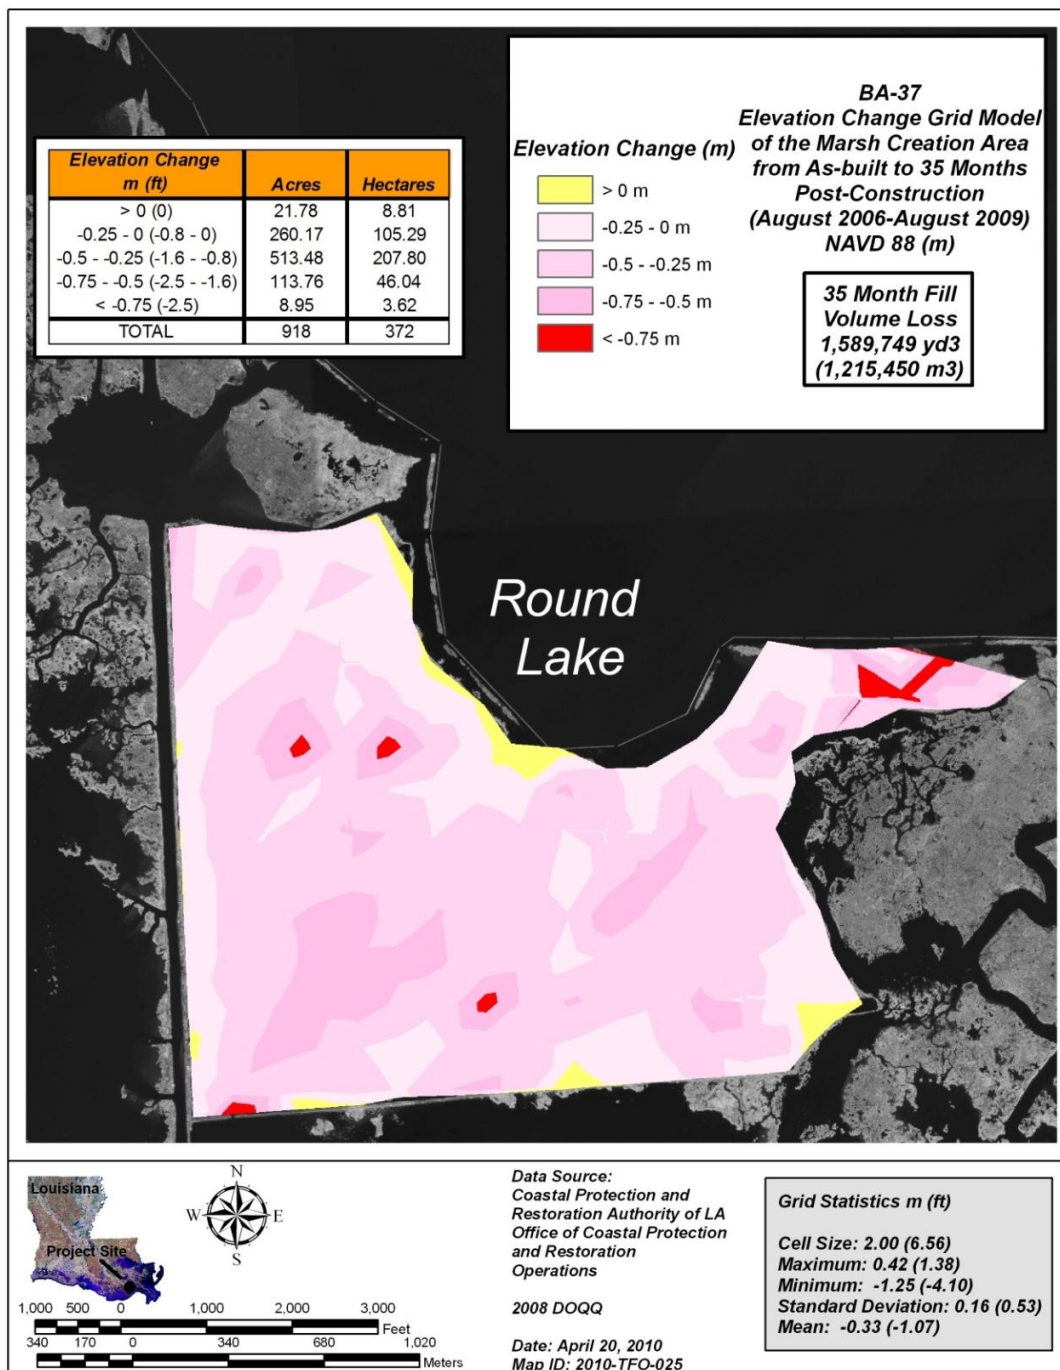 BA-37
Elevation Change Grid Model
of the Marsh Creation Area
from As-built to 35 Months
Post-Construction
(August 2006-August 2009)
NAVD 88 (m)
35 Month Fill
Volume Loss
1,589,749 yd3
(1,215,450 m3)
Elevation Change (m)
> 0 m
-0.25 - 0 m
-0.5 - -0.25 m
-0.75 - -0.5 m
< -0.75 m
Elevation Change
m (ft) Acres Hectares
> 0 (0) 21.78 8.81
-0.25 - 0 (-0.8 - 0) 260.17 105.29
-0.5 - -0.25 (-1.6 - -0.8) 513.48 207.80
-0.75 - -0.5 (-2.5 - -1.6) 113.76 46.04
< -0.75 (-2.5) 8.95 3.62
TOTAL 918 372
Round
Lake
Louisiana
Project Site
N
W E
S
1,000 500 0 1,000 2,000 3,000
Feet
340 170 0 340 680 1,020
Meters
Data Source:
Coastal Protection and
Restoration Authority of LA
Office of Coastal Protection
and Restoration
Operations
2008 DOQQ
Date: April 20, 2010
Map ID: 2010-TFO-025
Grid Statistics m (ft)
Cell Size: 2.00 (6.56)
Maximum: 0.42 (1.38)
Minimum: -1.25 (-4.10)
Standard Deviation: 0.16 (0.53)
Mean: -0.33 (-1.07)